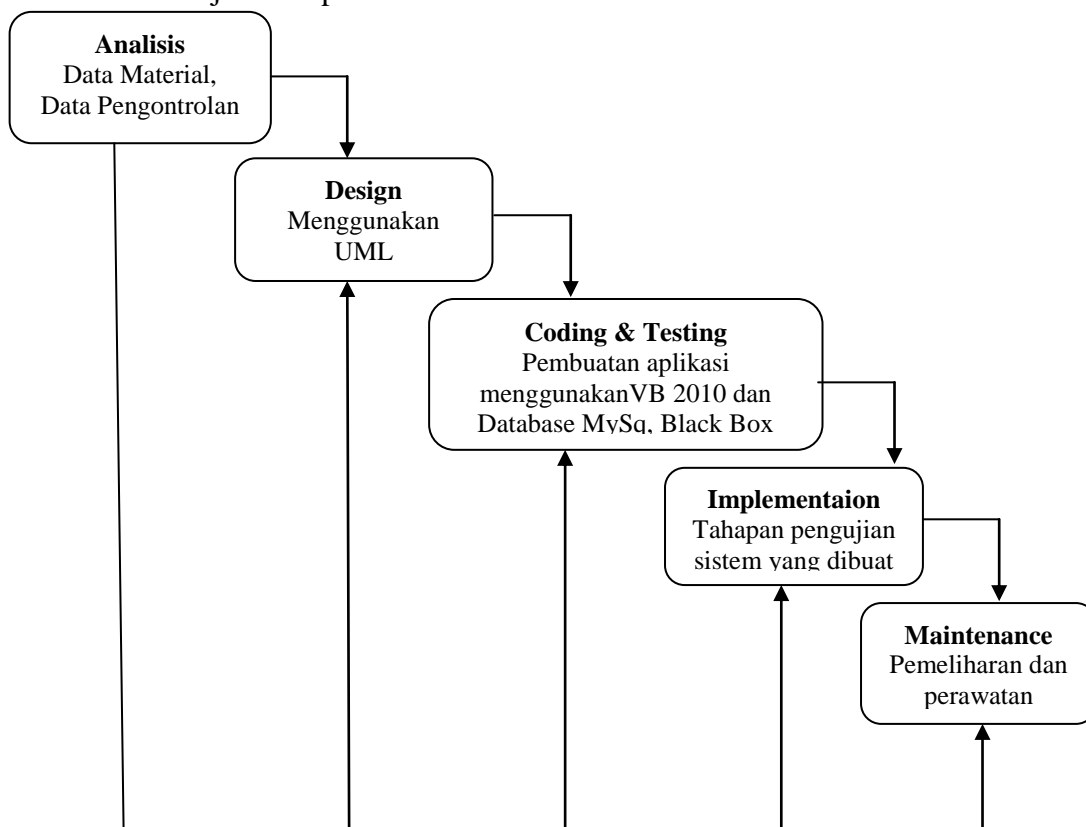 Analisis
Data Material,
Data Pengontrolan
Design
Menggunakan
UML
Coding & Testing
Pembuatan aplikasi
menggunakanVB 2010 dan
Database MySq, Black Box
Implementaion
Tahapan pengujian
sistem yang dibuat
Maintenance
Pemeliharan dan
perawatan